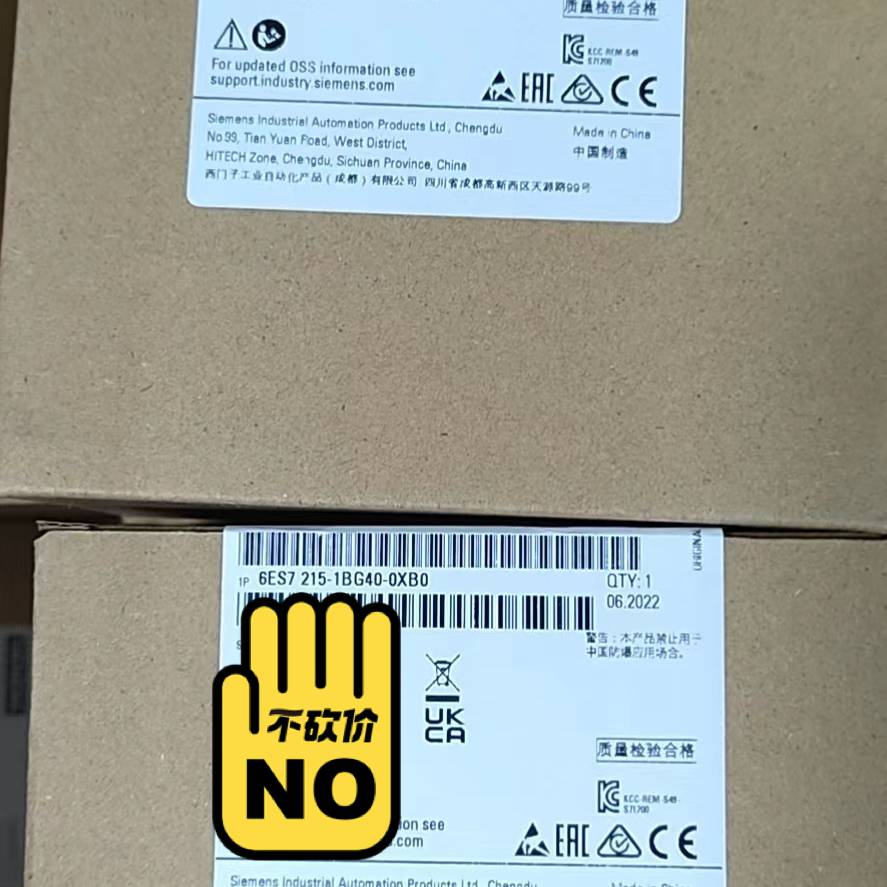 质量检验合格
KCC-REM-S49
S71200
For updated OSS information see
support.industry.siemens.com
EAC
CE
Siemens Industrial Automation Products Ltd., Chengdu
No.99, Tian Yuan Road, West District,
HITECH Zone, Chengdu, Sichuan Province, China
Made in China
中国制造
西门子工业自动化产品(成都)有限公司 四川省成都高新西区天源路99号
ORIGINA
1P 6ES7 215-1BG40-0XB0
QTY: 1
06.2022
S
警告:本产品禁止用于
中国防爆应用场合。
UK
CA
不砍价
NO
质量检验合格
KCC-REM-S49-
S71200
ion see
.com
EAC
CE
Siemens Industrial Automation Products Ltd., Chengdu
Made in China